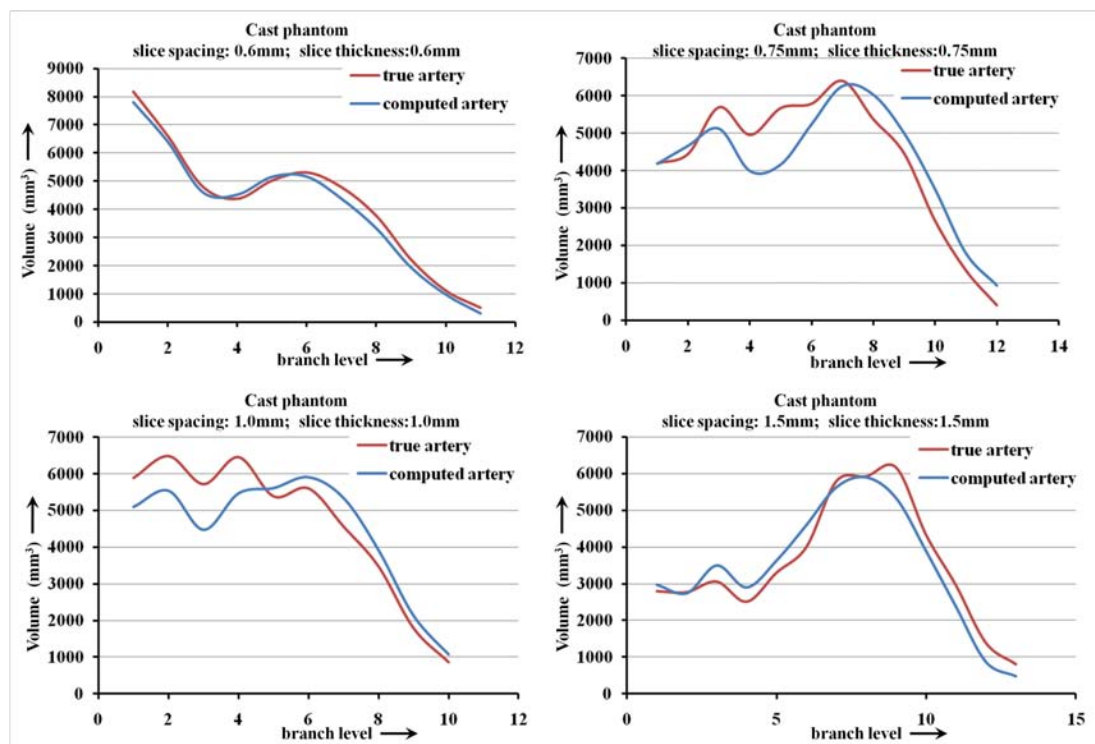 Cast phantom
slice spacing: 0.6mm; slice thickness:0.6mm
9000
8000
7000
6000
5000
4000
3000
2000
1000
0
Volume (mm³)
true artery
computed artery
0 2 4 6 8 10 12
branch level
Cast phantom
slice spacing: 0.75mm; slice thickness:0.75mm
7000
6000
5000
4000
3000
2000
1000
0
Volume (mm³)
true artery
computed artery
0 2 4 6 8 10 12 14
branch level
Cast phantom
slice spacing: 1.0mm; slice thickness:1.0mm
7000
6000
5000
4000
3000
2000
1000
0
Volume (mm³)
true artery
computed artery
0 2 4 6 8 10 12
branch level
Cast phantom
slice spacing: 1.5mm; slice thickness:1.5mm
7000
6000
5000
4000
3000
2000
1000
0
Volume (mm³)
true artery
computed artery
0 5 10 15
branch level